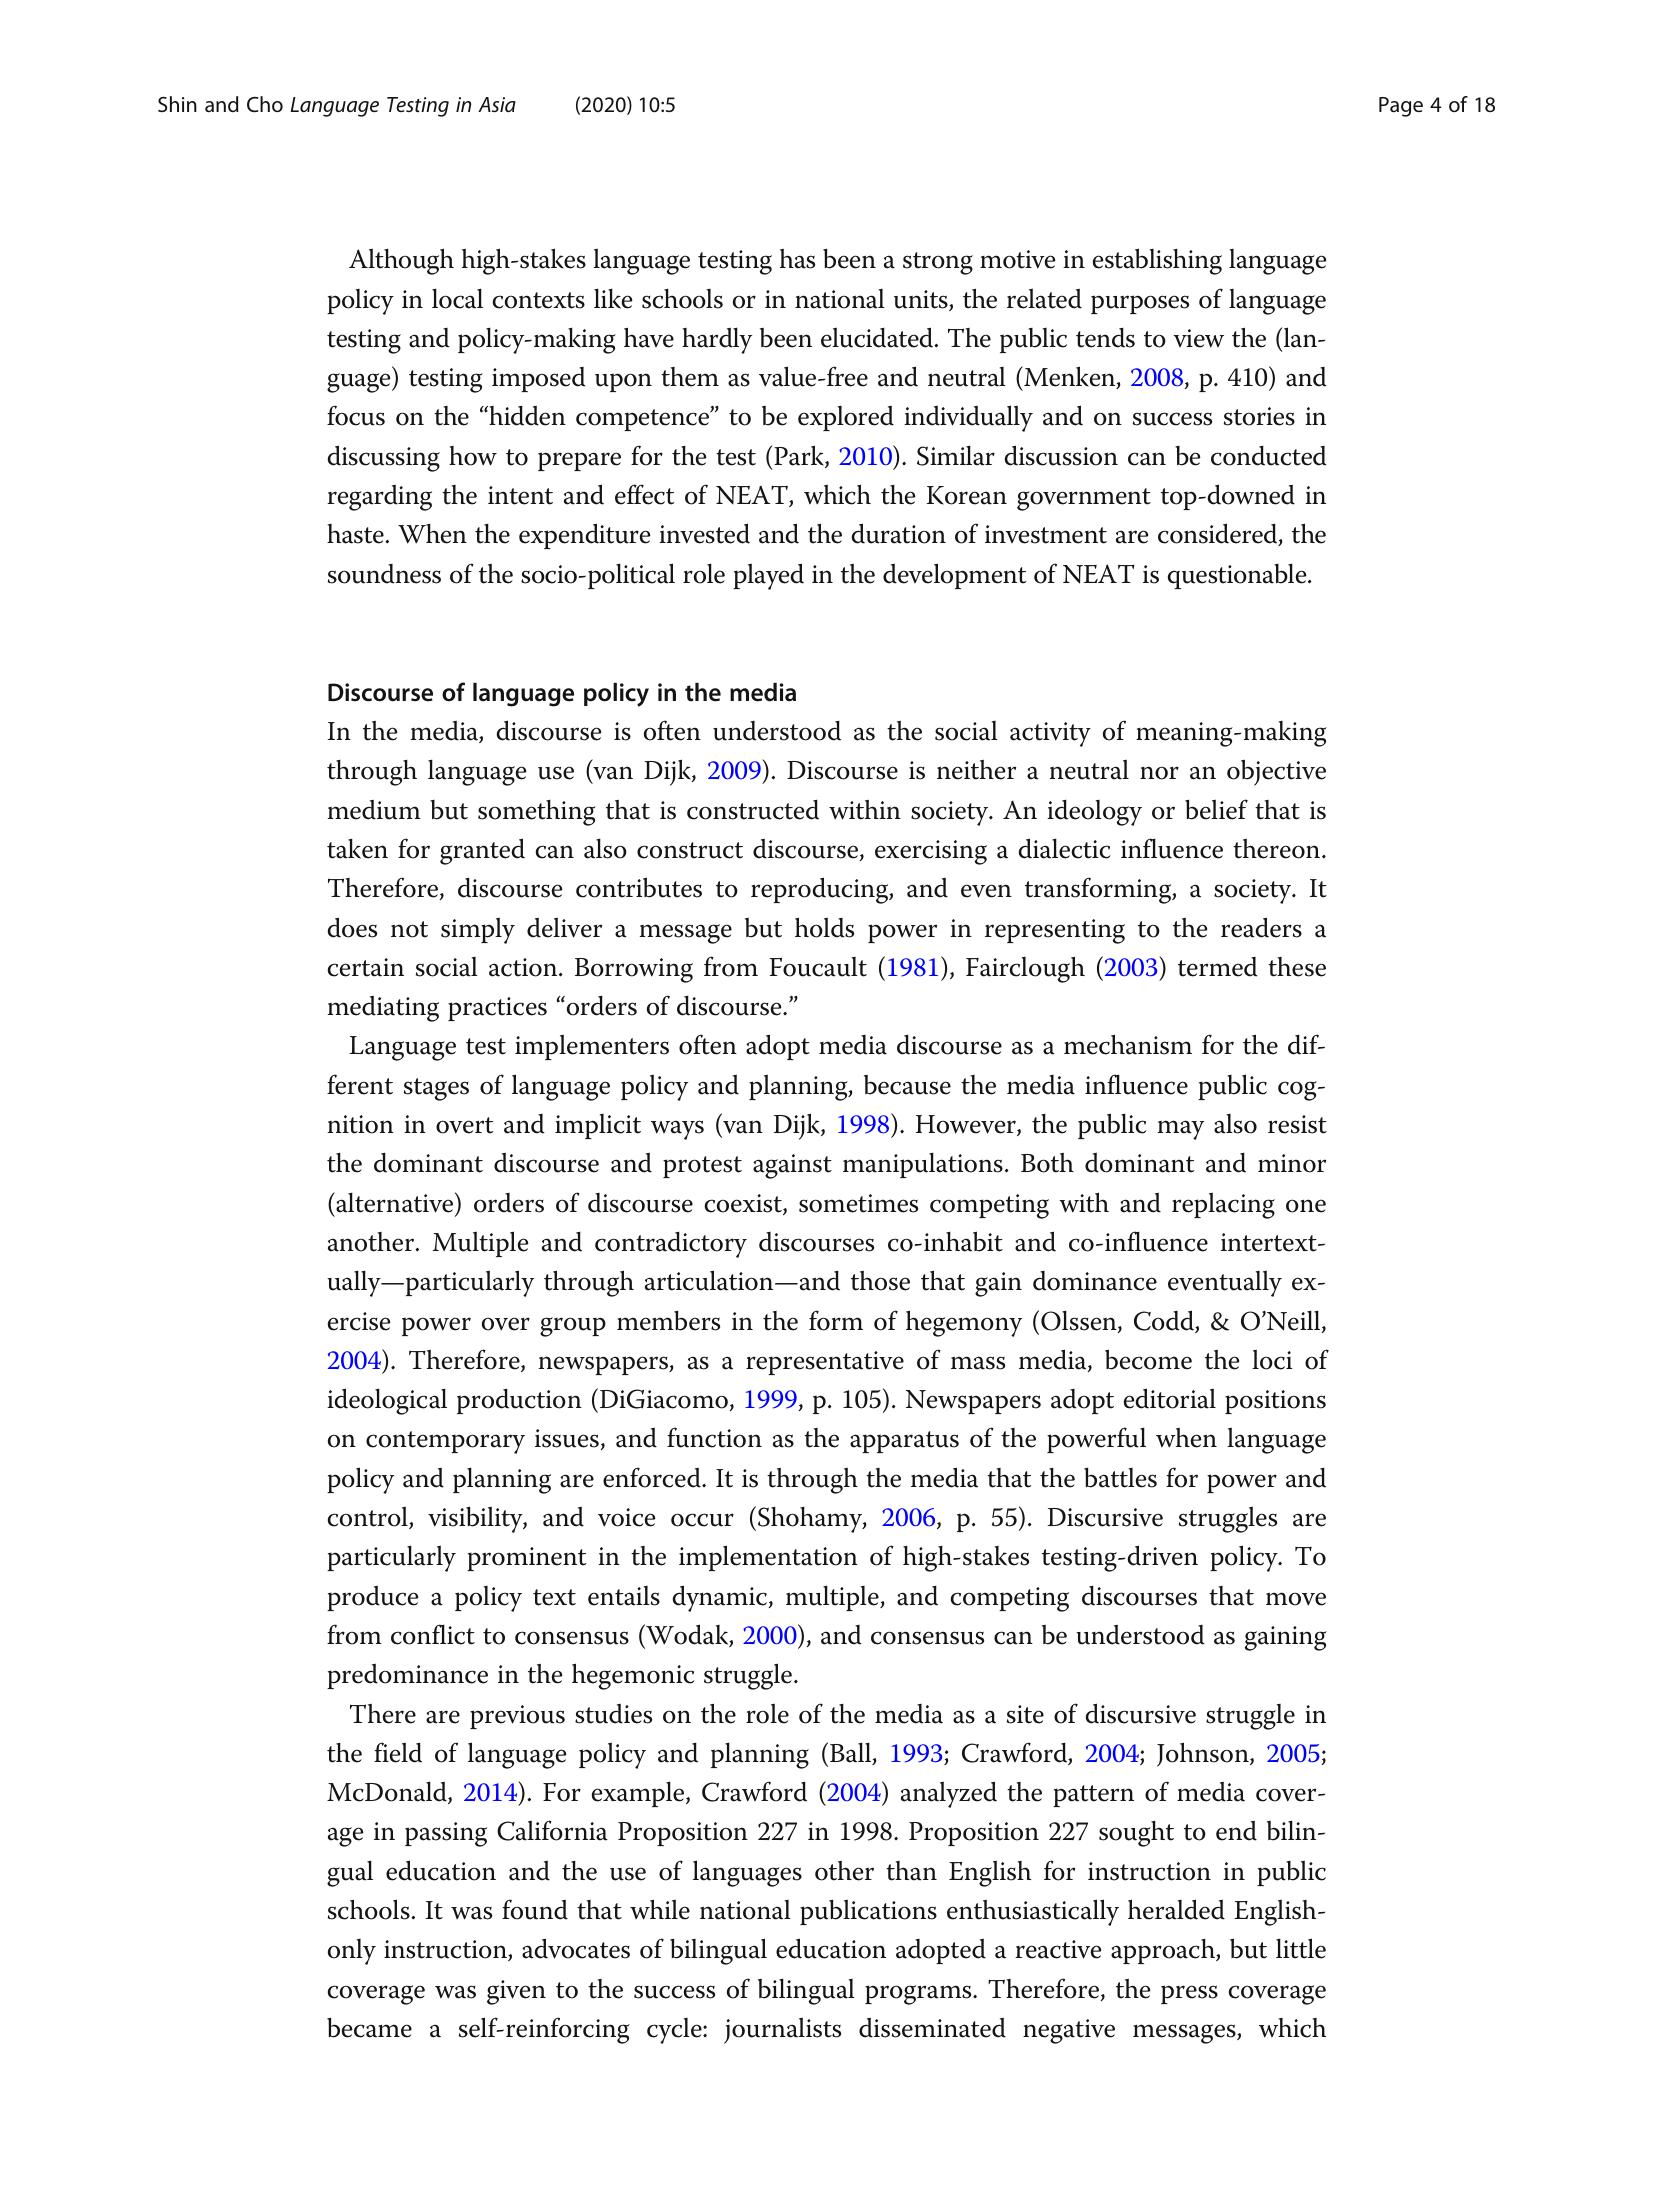 Shin and Cho Language Testing in Asia (2020) 10:5 Page 4 of 18
Although high-stakes language testing has been a strong motive in establishing language
policy in local contexts like schools or in national units, the related purposes of language
testing and policy-making have hardly been elucidated. The public tends to view the (lan-
guage) testing imposed upon them as value-free and neutral (Menken, 2008, p. 410) and
focus on the “hidden competence” to be explored individually and on success stories in
discussing how to prepare for the test (Park, 2010). Similar discussion can be conducted
regarding the intent and effect of NEAT, which the Korean government top-downed in
haste. When the expenditure invested and the duration of investment are considered, the
soundness of the socio-political role played in the development of NEAT is questionable.
Discourse of language policy in the media
In the media, discourse is often understood as the social activity of meaning-making
through language use (van Dijk, 2009). Discourse is neither a neutral nor an objective
medium but something that is constructed within society. An ideology or belief that is
taken for granted can also construct discourse, exercising a dialectic influence thereon.
Therefore, discourse contributes to reproducing, and even transforming, a society. It
does not simply deliver a message but holds power in representing to the readers a
certain social action. Borrowing from Foucault (1981), Fairclough (2003) termed these
mediating practices “orders of discourse.”
Language test implementers often adopt media discourse as a mechanism for the dif-
ferent stages of language policy and planning, because the media influence public cog-
nition in overt and implicit ways (van Dijk, 1998). However, the public may also resist
the dominant discourse and protest against manipulations. Both dominant and minor
(alternative) orders of discourse coexist, sometimes competing with and replacing one
another. Multiple and contradictory discourses co-inhabit and co-influence intertext-
ually—particularly through articulation—and those that gain dominance eventually ex-
ercise power over group members in the form of hegemony (Olssen, Codd, & O’Neill,
2004). Therefore, newspapers, as a representative of mass media, become the loci of
ideological production (DiGiacomo, 1999, p. 105). Newspapers adopt editorial positions
on contemporary issues, and function as the apparatus of the powerful when language
policy and planning are enforced. It is through the media that the battles for power and
control, visibility, and voice occur (Shohamy, 2006, p. 55). Discursive struggles are
particularly prominent in the implementation of high-stakes testing-driven policy. To
produce a policy text entails dynamic, multiple, and competing discourses that move
from conflict to consensus (Wodak, 2000), and consensus can be understood as gaining
predominance in the hegemonic struggle.
There are previous studies on the role of the media as a site of discursive struggle in
the field of language policy and planning (Ball, 1993; Crawford, 2004; Johnson, 2005;
McDonald, 2014). For example, Crawford (2004) analyzed the pattern of media cover-
age in passing California Proposition 227 in 1998. Proposition 227 sought to end bilin-
gual education and the use of languages other than English for instruction in public
schools. It was found that while national publications enthusiastically heralded English-
only instruction, advocates of bilingual education adopted a reactive approach, but little
coverage was given to the success of bilingual programs. Therefore, the press coverage
became a self-reinforcing cycle: journalists disseminated negative messages, which